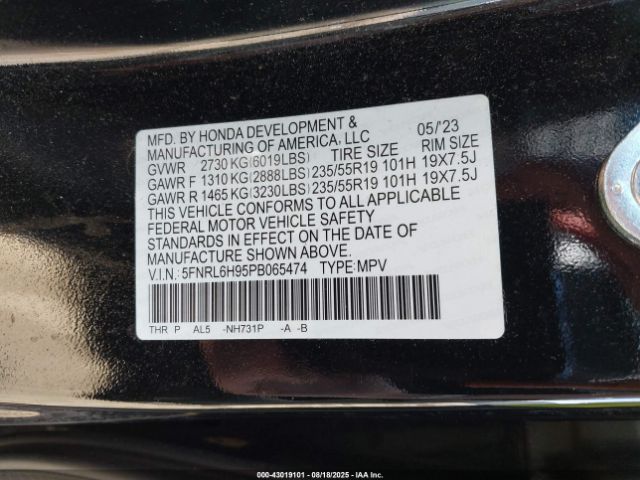 MFD. BY HONDA DEVELOPMENT & 05/'23
MANUFACTURING OF AMERICA, LLC RIM SIZE
GVWR 2730 KG(6019LBS) TIRE SIZE
GAWR F 1310 KG(2888LBS) 235/55R19 101H 19X7.5J
GAWR R 1465 KG(3230LBS) 235/55R19 101H 19X7.5J
THIS VEHICLE CONFORMS TO ALL APPLICABLE
FEDERAL MOTOR VEHICLE SAFETY
STANDARDS IN EFFECT ON THE DATE OF
MANUFACTURE SHOWN ABOVE.
V.I.N.: 5FNRL6H95PB065474 TYPE:MPV
THR P AL5 -NH731P -A -B
000-43019101 | 08/18/2025 - IAAI.com